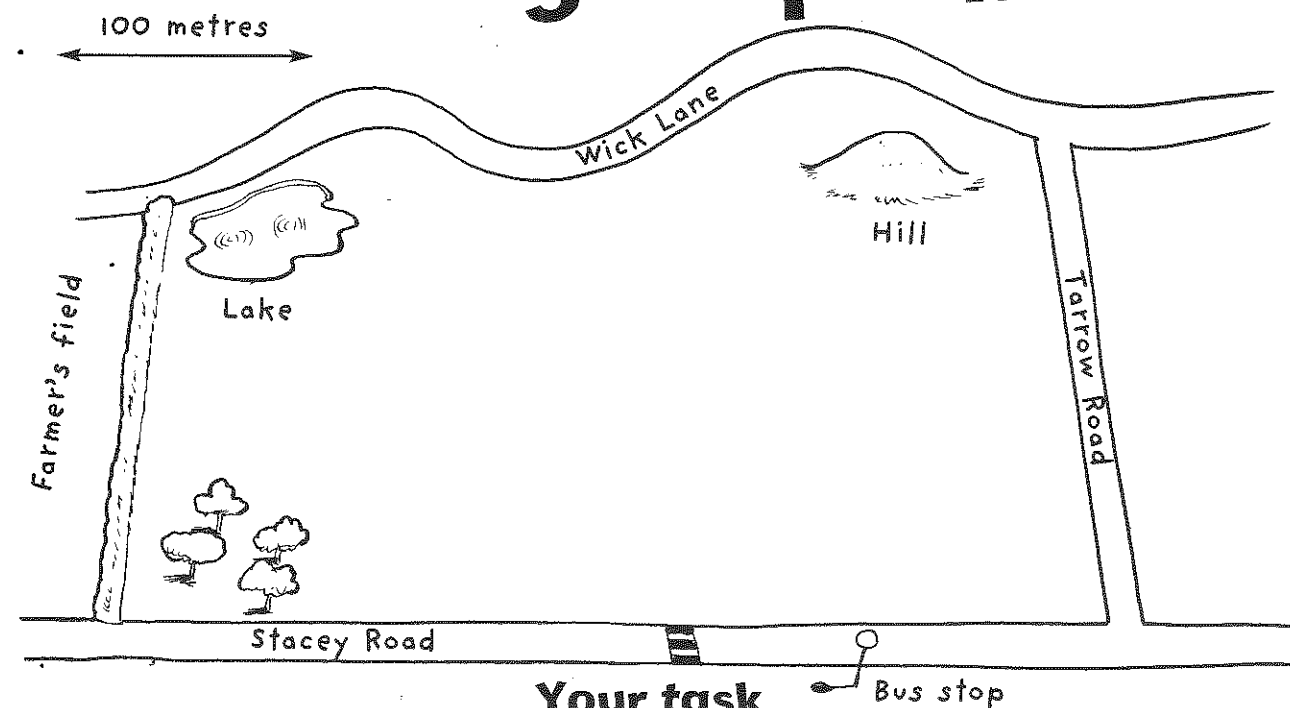 100 metres
Wick Lane
Hill
Lake
Farmer's field
Tarrow Road
Stacey Road
Your task
Bus stop